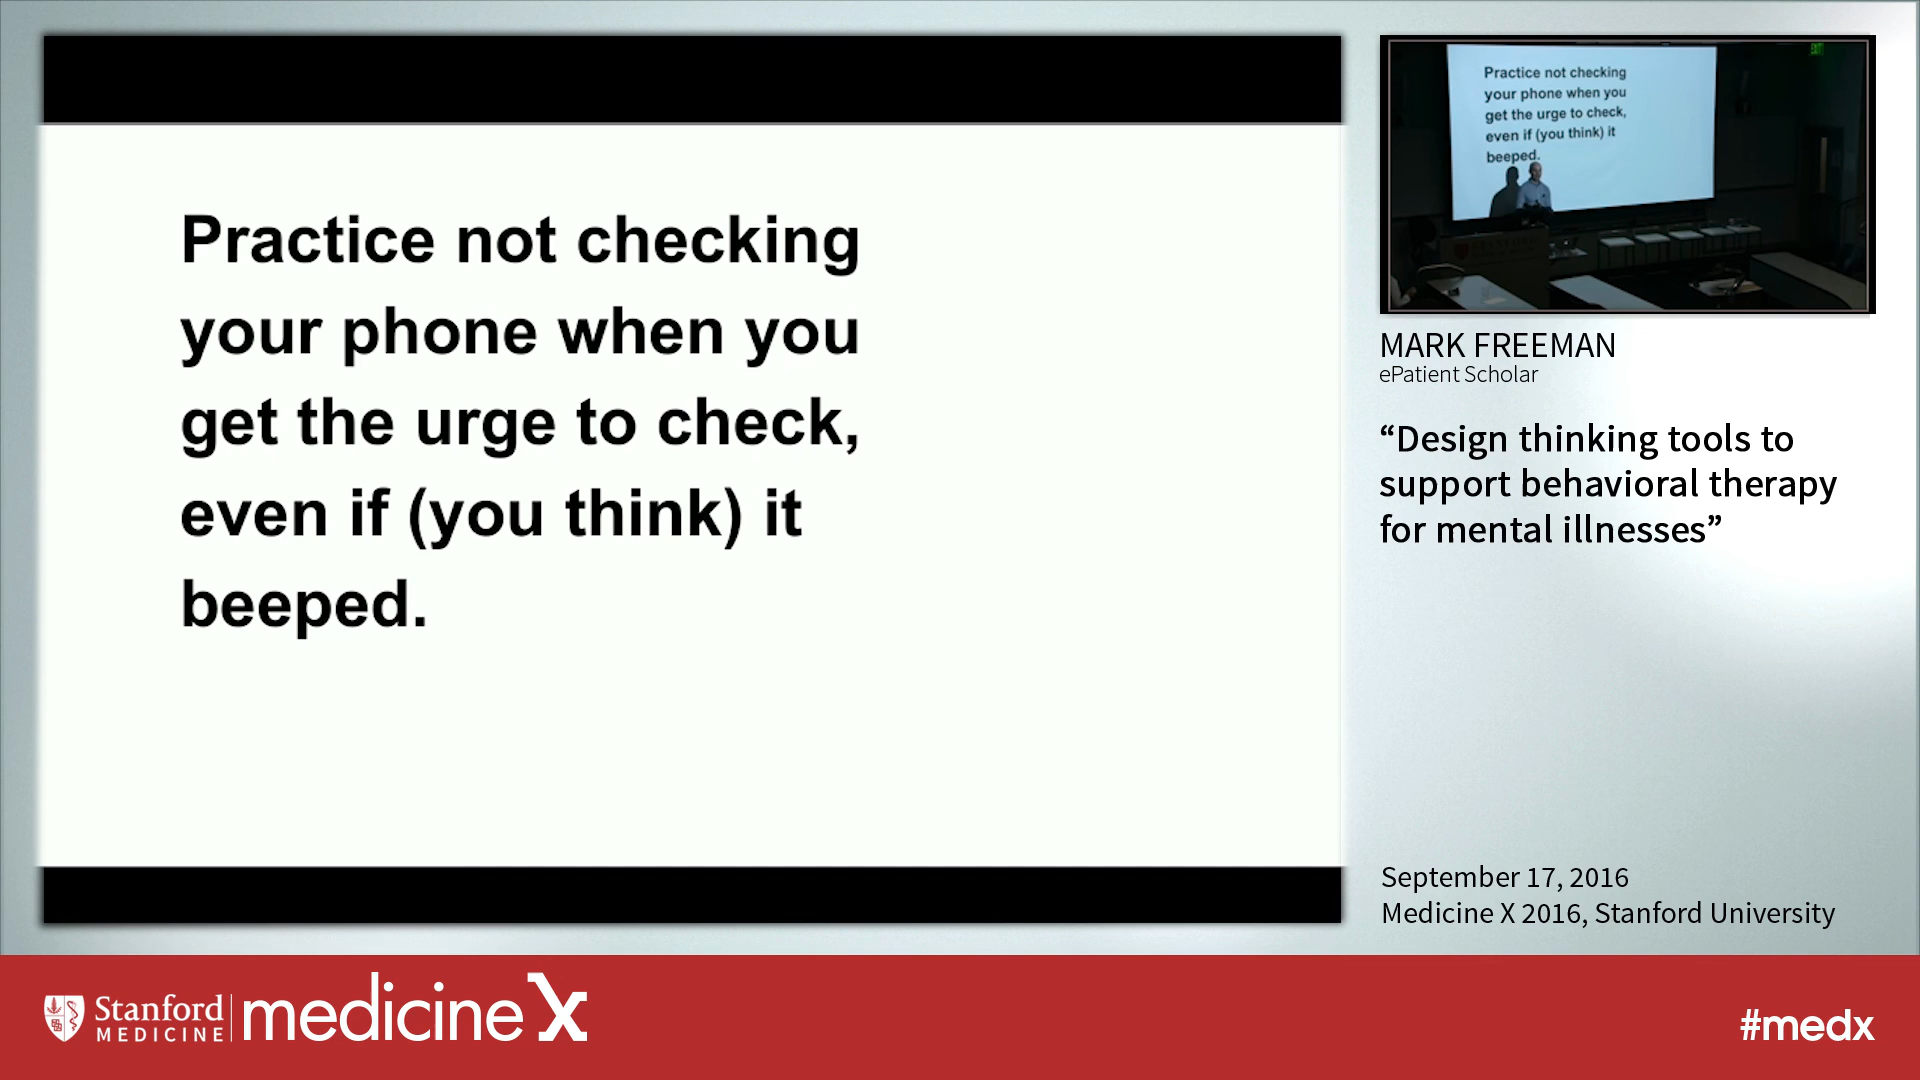 Practice not checking
your phone when you
get the urge to check,
even if (you think) it
beeped.
Practice not checking
your phone when you
get the urge to check,
even if (you think) it
beeped.
EXIT
MARK FREEMAN
ePatient Scholar
“Design thinking tools to
support behavioral therapy
for mental illnesses”
September 17, 2016
Medicine X 2016, Stanford University
Stanford
MEDICINE
medicine X
#medx